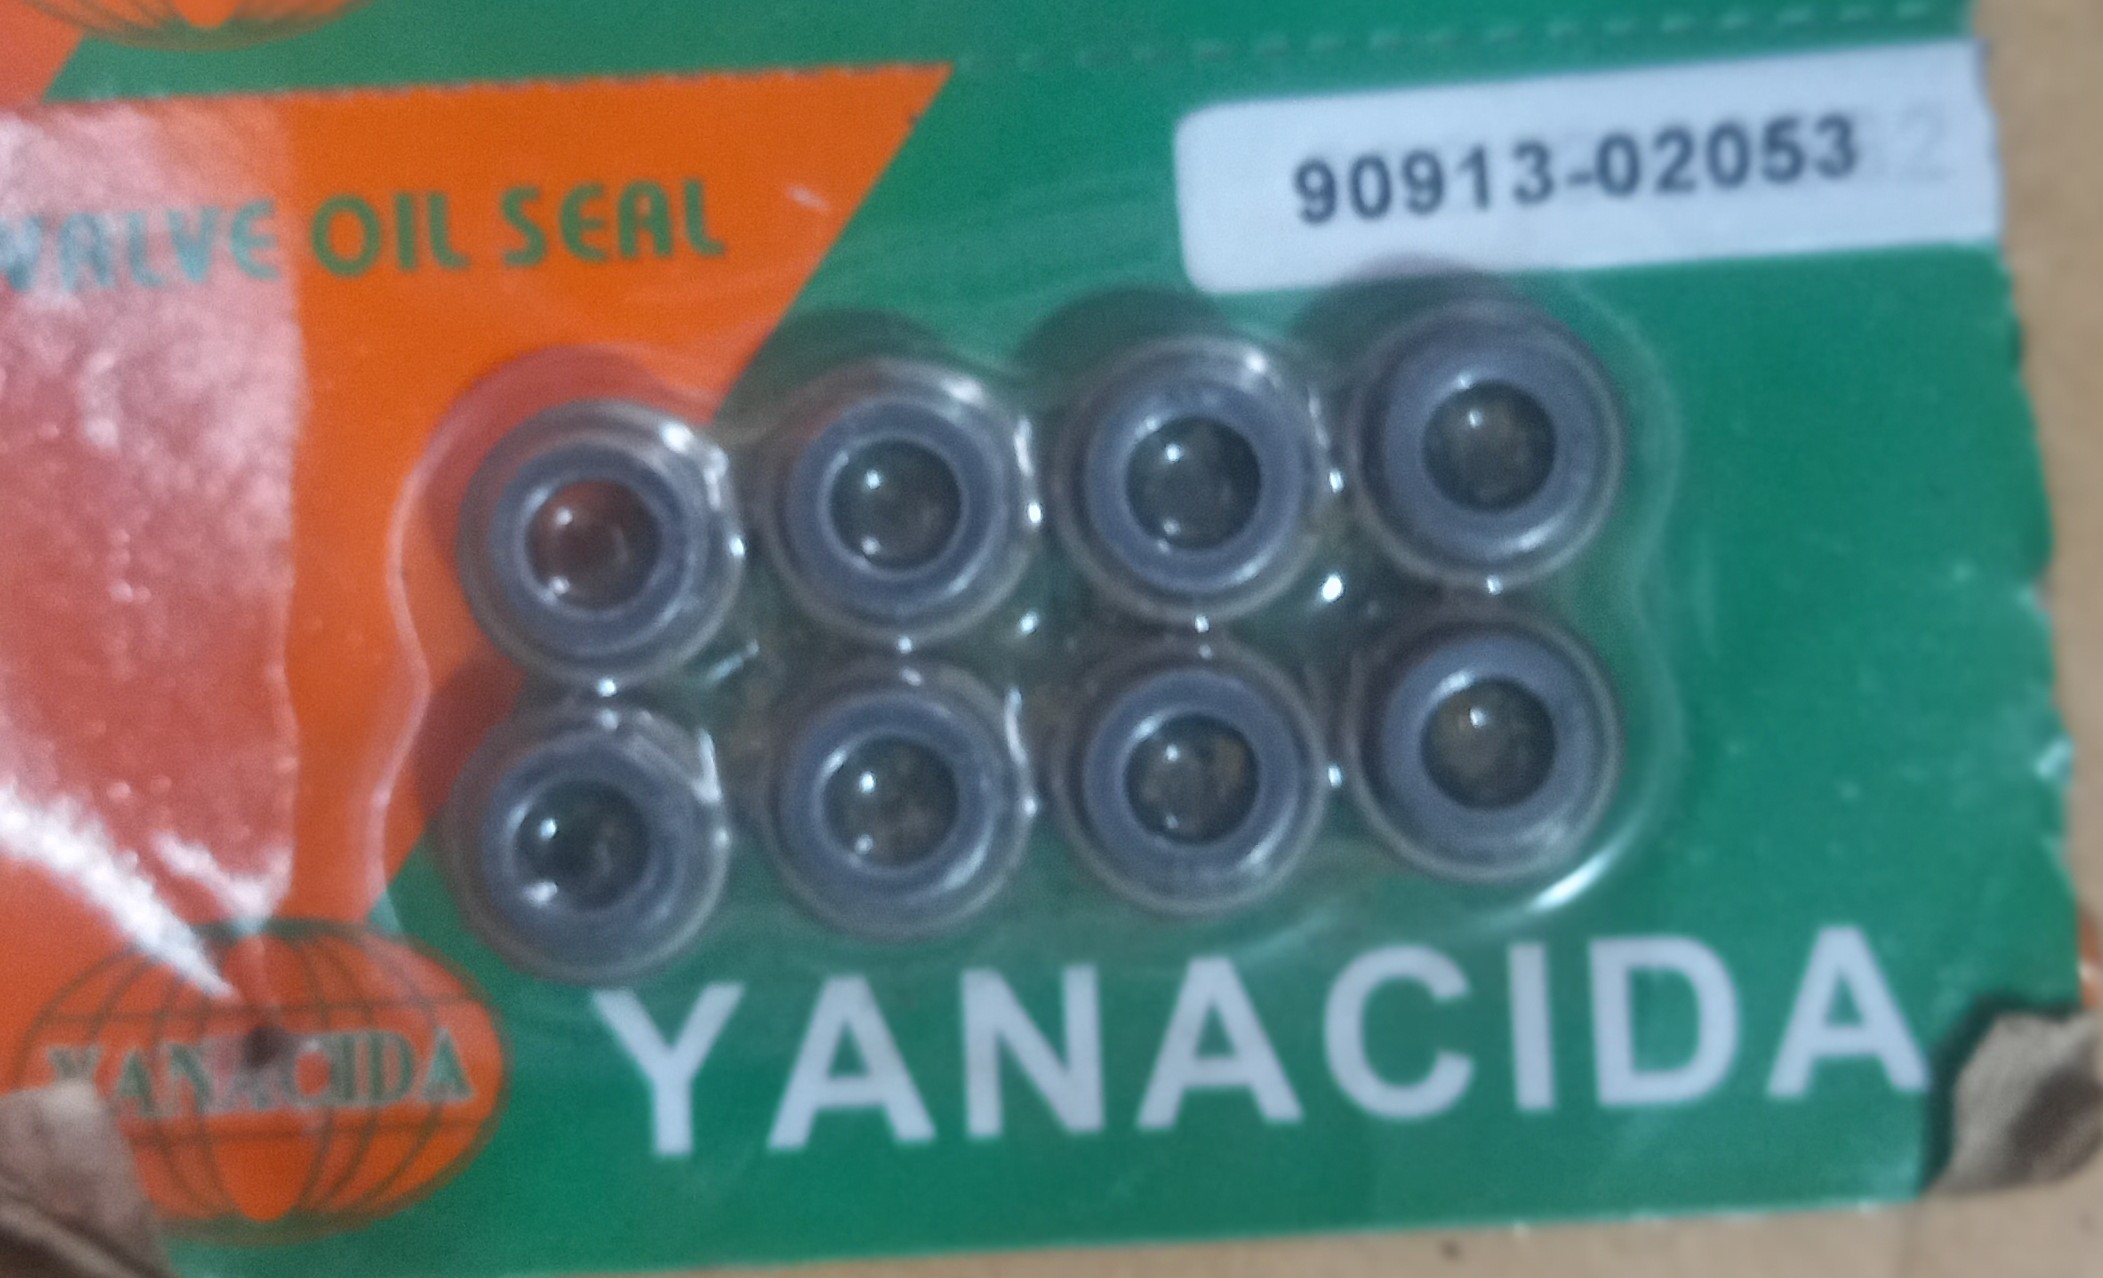 90913-02053
VALVE OIL SEAL
YANACIDA
YANACIDA